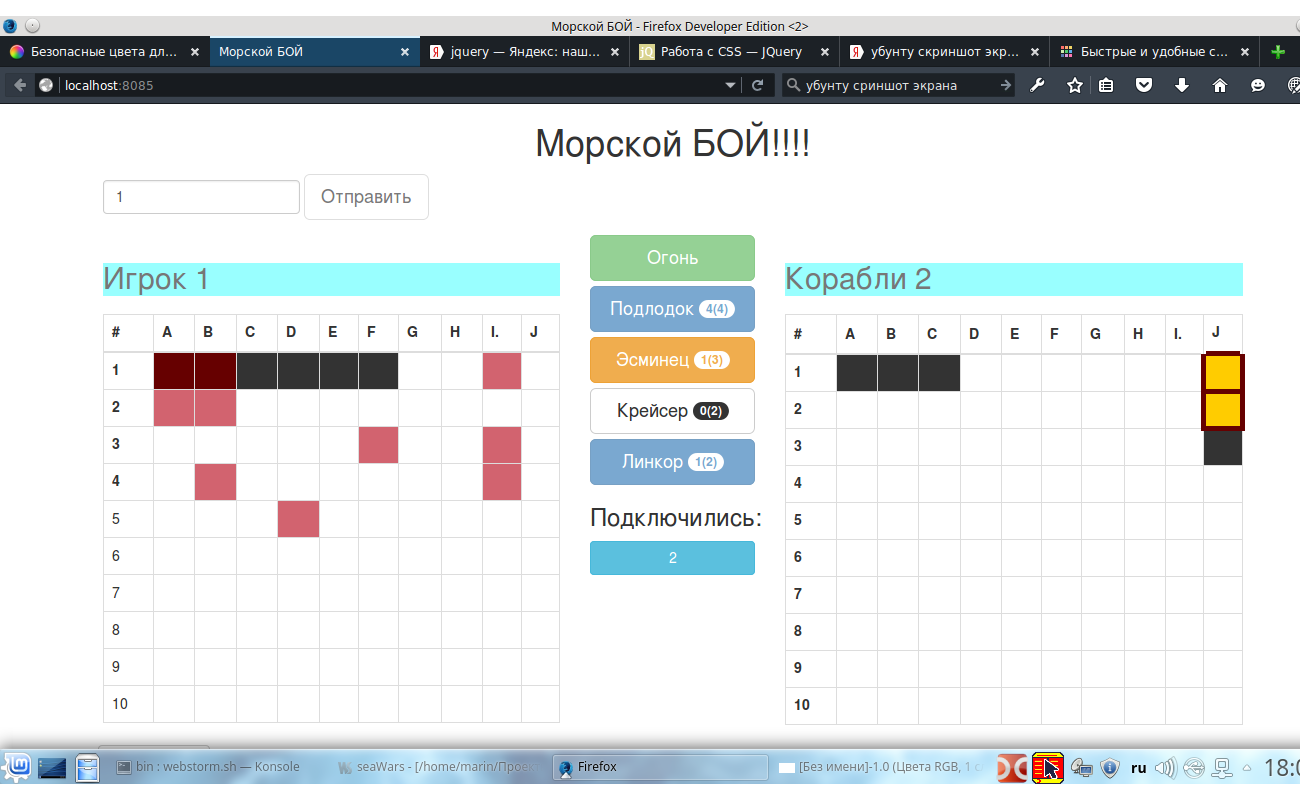 Морской БОЙ - Firefox Developer Edition <2>
Безопасные цвета дл... Морской БОЙ jquery — Яндекс: наш... jQ Работа с CSS — JQuery убунту скриншот экр... Быстрые и удобные с...
localhost:8085 убунту сриншот экрана
Морской БОЙ!!!!
1 Отправить
Огонь
Игрок 1
Корабли 2
Подлодок 4(4)
Эсминец 1(3)
Крейсер 0(2)
Линкор 1(2)
Подключились:
2
# A B C D E F G H I. J
1
2
3
4
5
6
7
8
9
10
# A B C D E F G H I. J
1
2
3
4
5
6
7
8
9
10
bin : webstorm.sh — Konsole seaWars - [/home/marin/Прое Firefox [Без имени]-1.0 (Цвета RGB, 1 ru